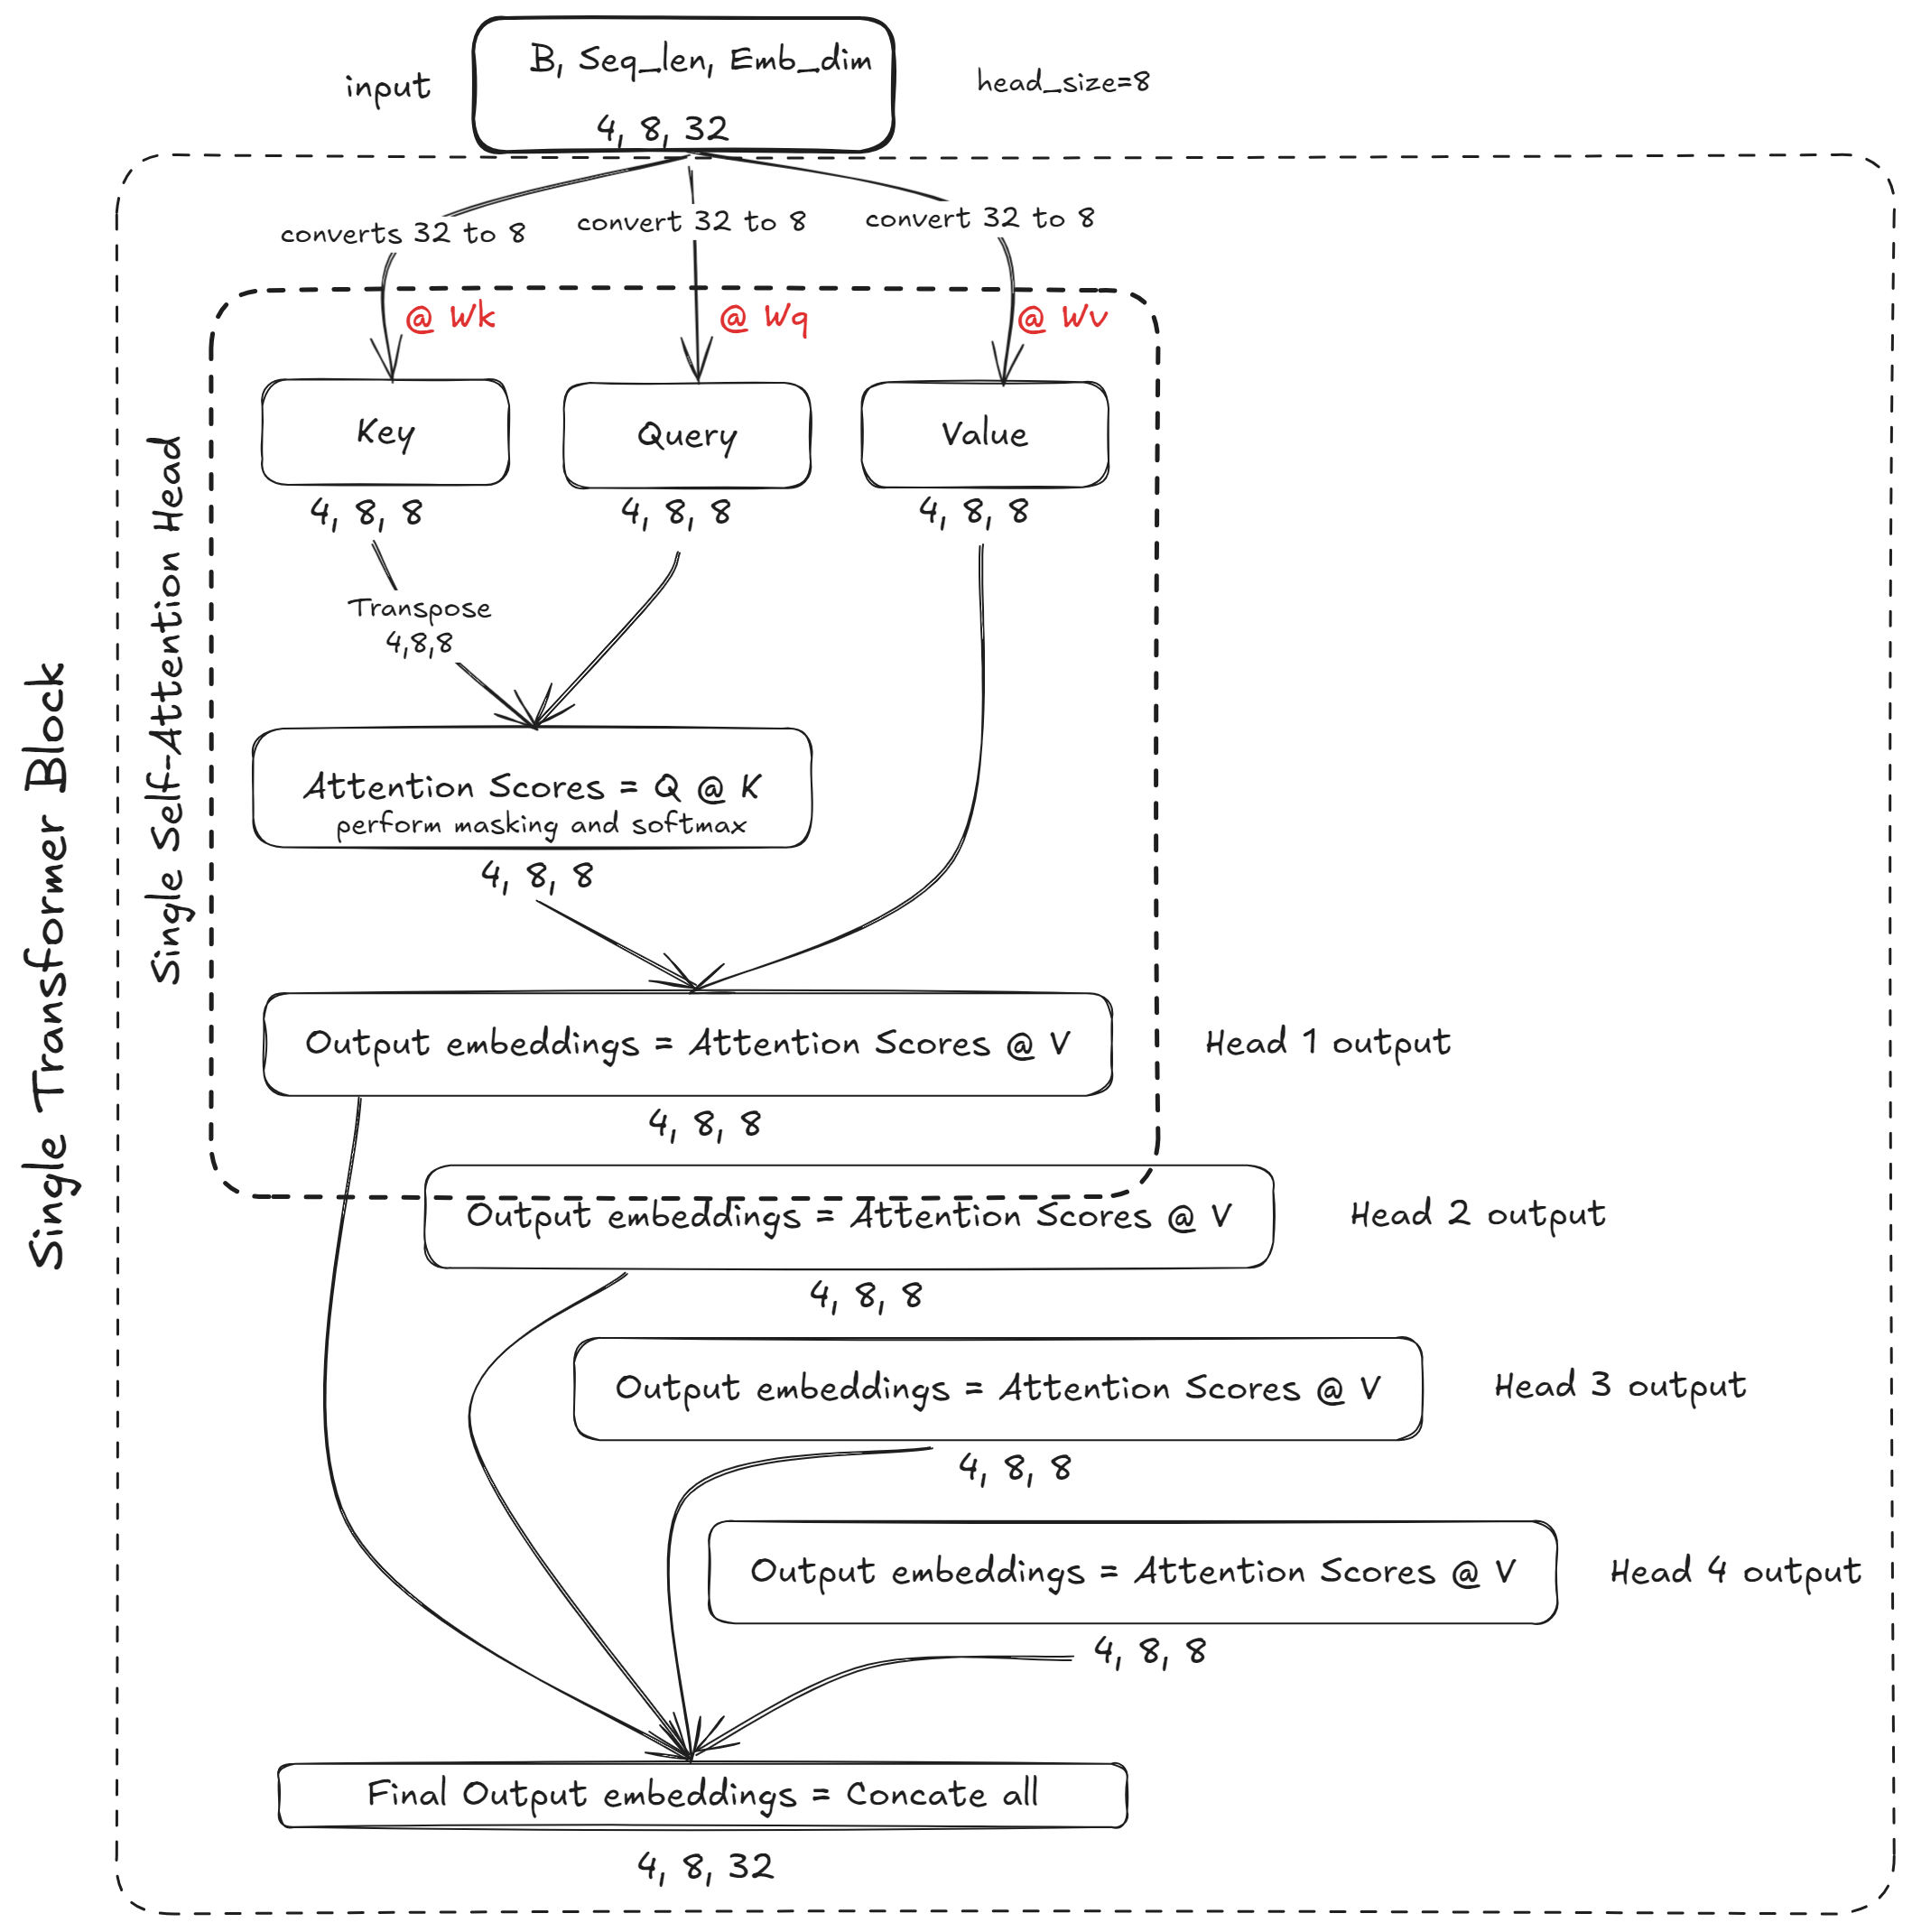 B, Seq_len, Emb_dim
input
head_size=8
4, 8, 32
converts 32 to 8
convert 32 to 8
convert 32 to 8
@ Wk
@ Wq
@ Wv
Key
Query
Value
4, 8, 8
4, 8, 8
4, 8, 8
Transpose
4,8,8
Attention Scores = Q @ K
perform masking and softmax
4, 8, 8
Single Self-Attention Head
Single Transformer Block
Output embeddings = Attention Scores @ V
Head 1 output
4, 8, 8
Output embeddings = Attention Scores @ V
Head 2 output
4, 8, 8
Output embeddings = Attention Scores @ V
Head 3 output
4, 8, 8
Output embeddings = Attention Scores @ V
Head 4 output
4, 8, 8
Final Output embeddings = Concate all
4, 8, 32